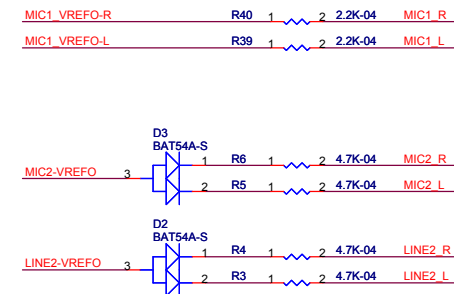 MIC1_VREFO-R R40 1 2 2.2K-04 MIC1_R
MIC1_VREFO-L R39 1 2 2.2K-04 MIC1_L
D3
BAT54A-S
1 R6 1 2 4.7K-04 MIC2_R
MIC2-VREFO 3
2 R5 1 2 4.7K-04 MIC2_L
D2
BAT54A-S
1 R4 1 2 4.7K-04 LINE2_R
LINE2-VREFO 3
2 R3 1 2 4.7K-04 LINE2_L